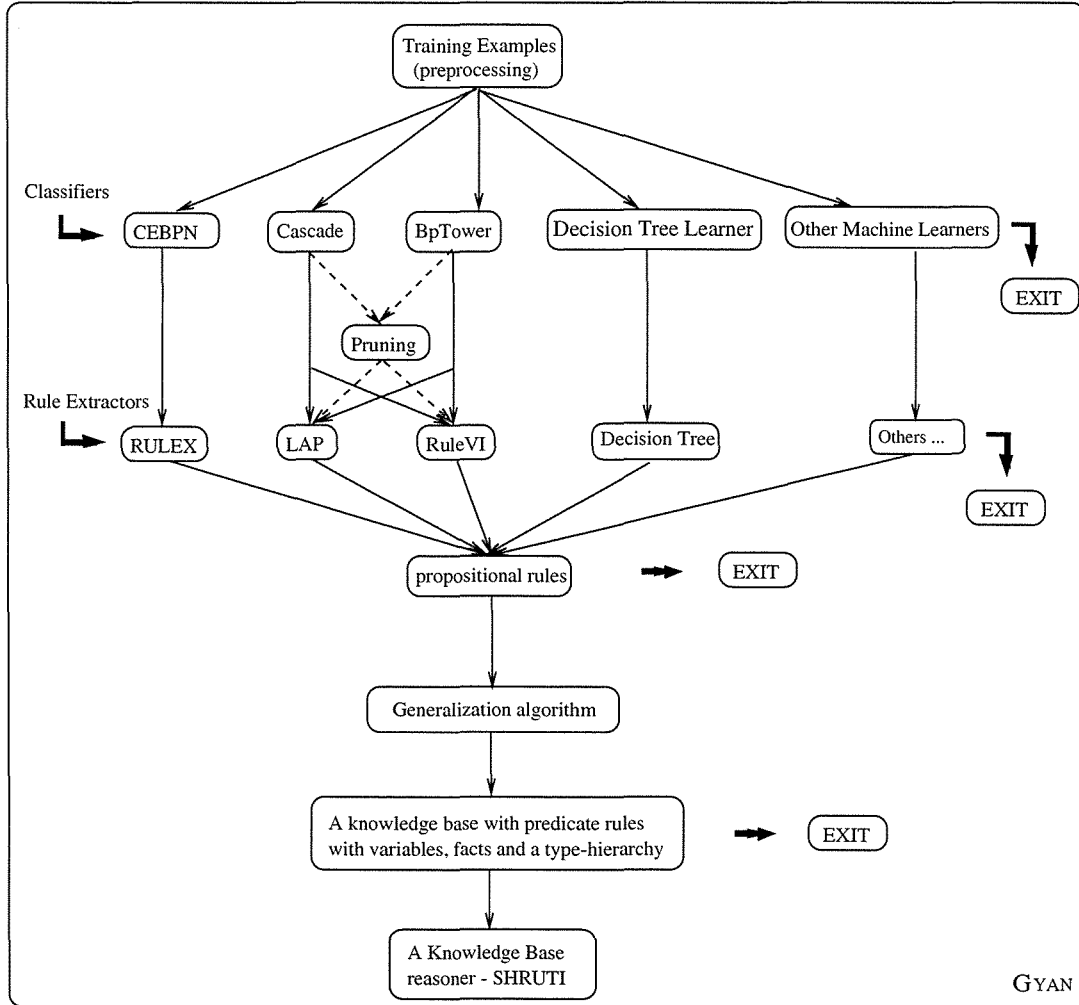 Training Examples
(preprocessing)
Classifiers
CEBPN
Cascade
BpTower
Decision Tree Learner
Other Machine Learners
EXIT
Pruning
Rule Extractors
RULEX
LAP
RuleVI
Decision Tree
Others ...
EXIT
propositional rules
EXIT
Generalization algorithm
A knowledge base with predicate rules
with variables, facts and a type-hierarchy
EXIT
A Knowledge Base
reasoner - SHRUTI
GYAN